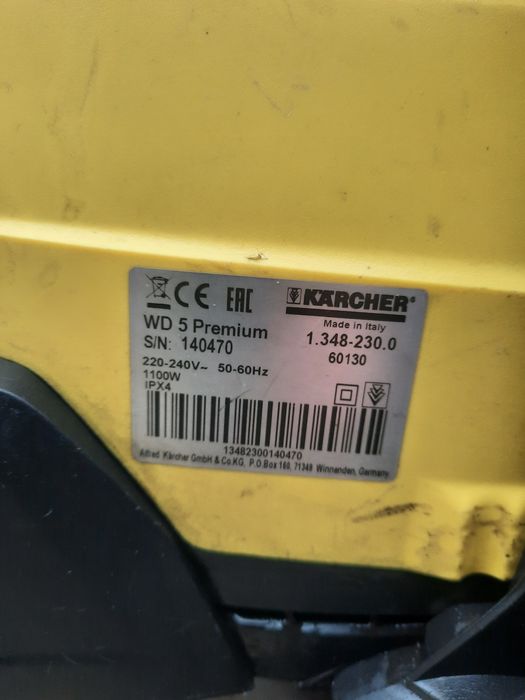 CE EAC
KÄRCHER®
Made in Italy
WD 5 Premium
1.348-230.0
S/N: 140470
60130
220-240V~ 50-60Hz
1100W
IPX4
13482300140470
Alfred Kärcher GmbH & Co.KG, P.O.Box 160, 71349 Winnenden, Germany